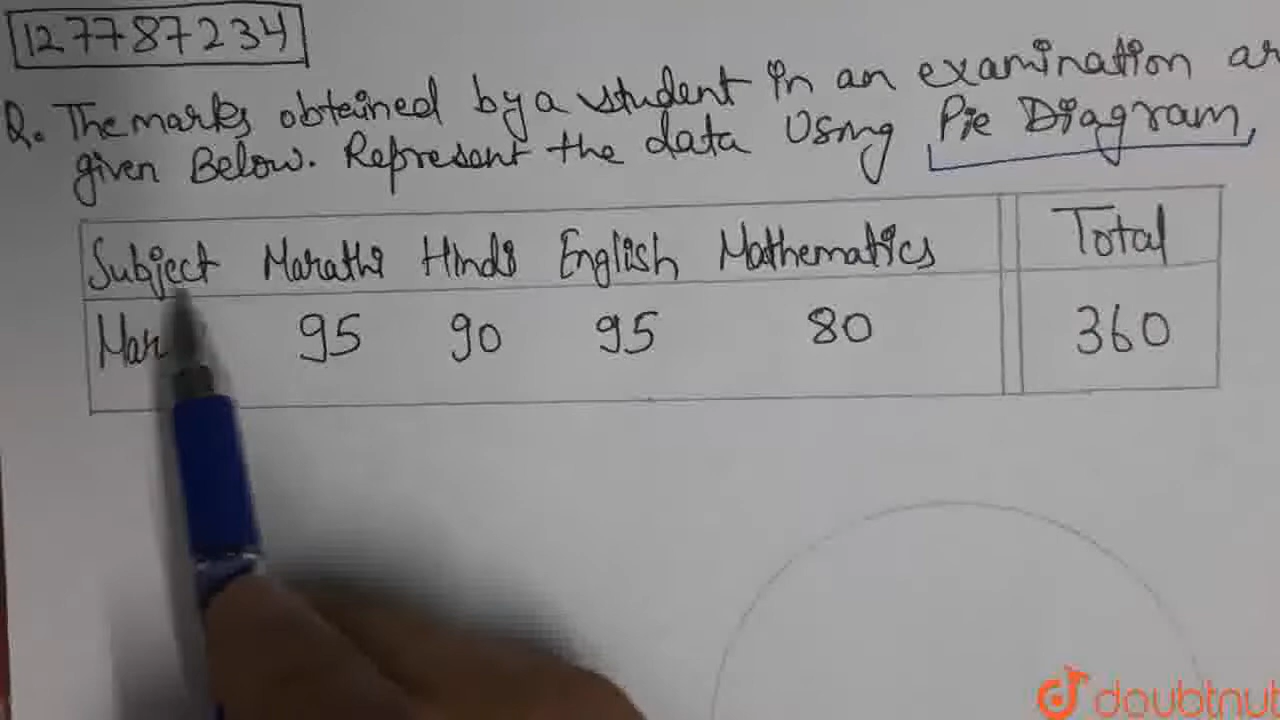 127787234
Q. The marks obtained by a student in an examination ar
given Below. Represent the data Using Pie Diagram,
Subject Marathi Hindi English Mathematics Total
Mar 95 90 95 80 360
doubtnut